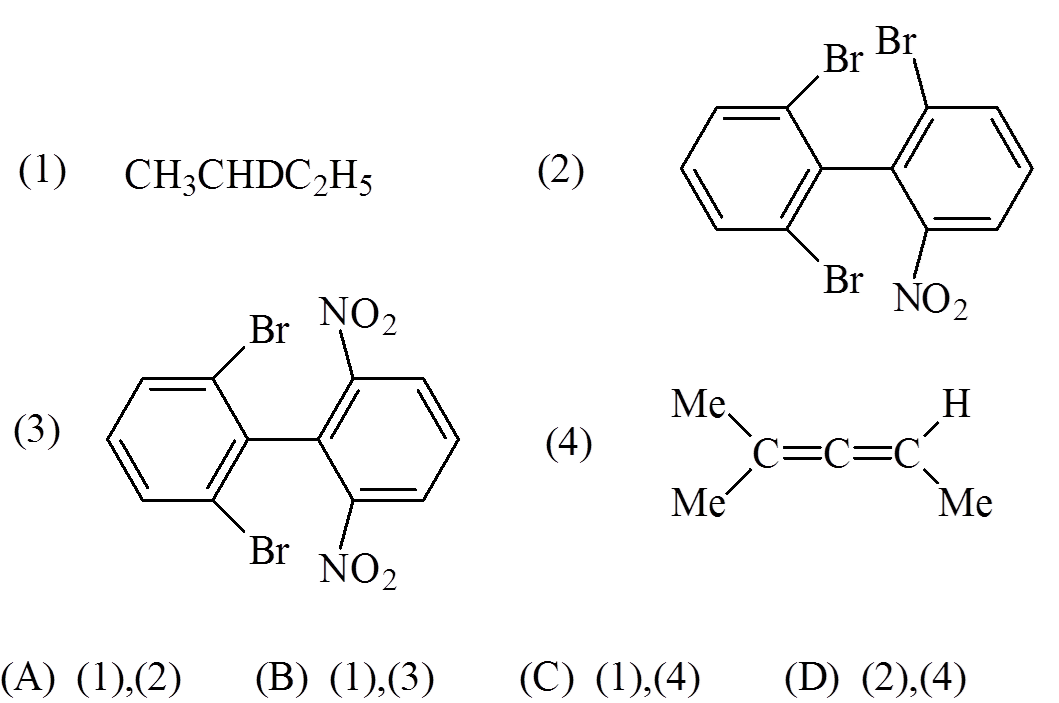 (1) CH₃CHDC₂H₅
(2) Br Br Br NO₂
(3) Br NO₂ Br NO₂
(4) Me H C=C=C Me Me
(A) (1),(2) (B) (1),(3) (C) (1),(4) (D) (2),(4)